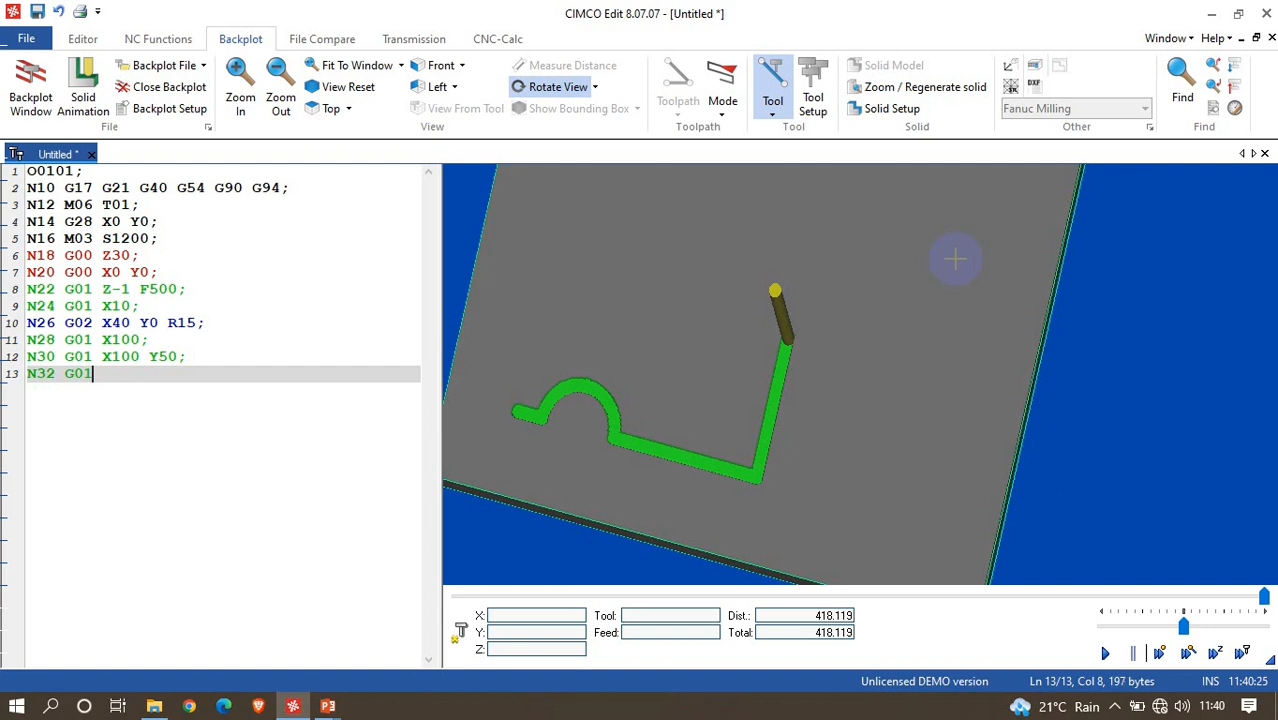 CIMCO Edit 8.07.07 - [Untitled *]
File
Editor
NC Functions
Backplot
File Compare
Transmission
CNC-Calc
Window
Help
Backplot Window
Solid Animation
Backplot File
Close Backplot
Backplot Setup
File
Zoom In
Zoom Out
Fit To Window
View Reset
Top
Front
Left
View From Tool
Measure Distance
Rotate View
Show Bounding Box
View
Toolpath
Mode
Toolpath
Tool
Tool Setup
Tool
Solid Model
Zoom / Regenerate solid
Solid Setup
Solid
Fanuc Milling
Other
Find
Find
Untitled *
1 O0101;
2 N10 G17 G21 G40 G54 G90 G94;
3 N12 M06 T01;
4 N14 G28 X0 Y0;
5 N16 M03 S1200;
6 N18 G00 Z30;
7 N20 G00 X0 Y0;
8 N22 G01 Z-1 F500;
9 N24 G01 X10;
10 N26 G02 X40 Y0 R15;
11 N28 G01 X100;
12 N30 G01 X100 Y50;
13 N32 G01
X: Tool: Dist.: 418.119
Y: Feed: Total: 418.119
Z:
Unlicensed DEMO version
Ln 13/13, Col 8, 197 bytes
INS
11:40:25
21°C Rain
11:40